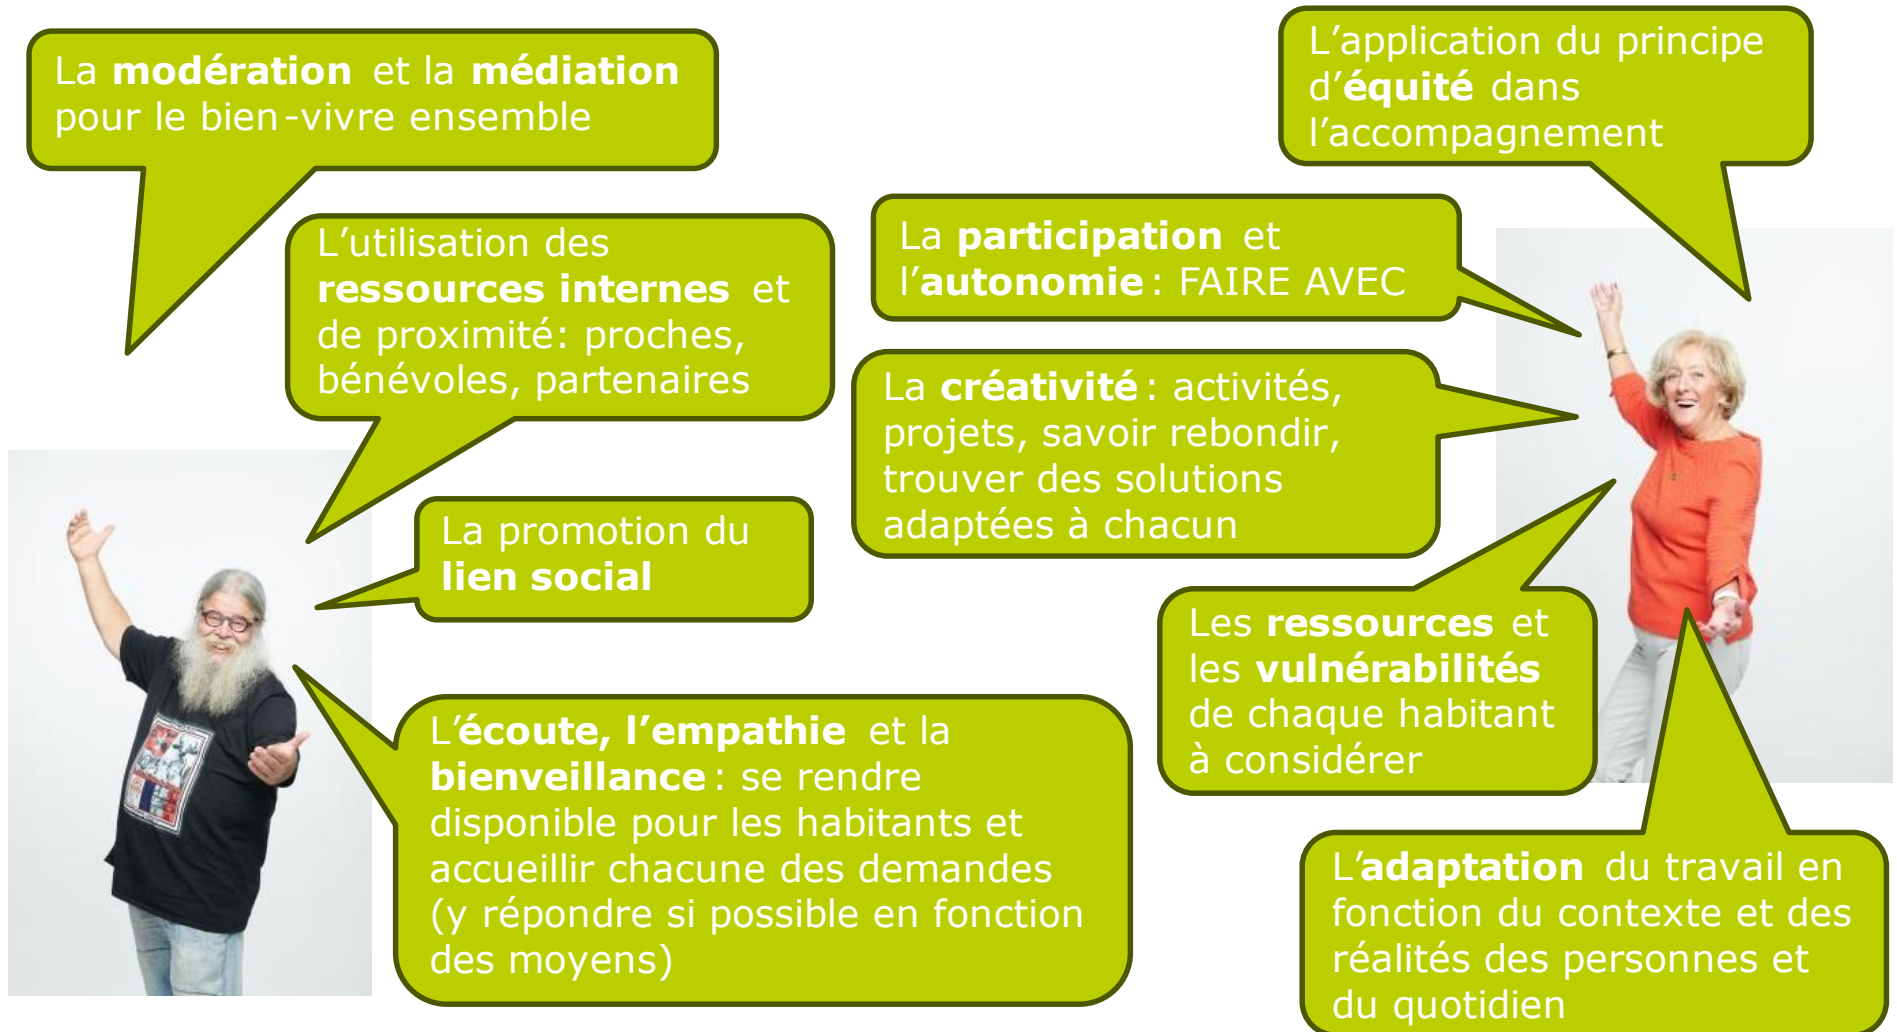 La modération et la médiation
pour le bien-vivre ensemble
L’application du principe
d’équité dans
l’accompagnement
L’utilisation des
ressources internes et
de proximité: proches,
bénévoles, partenaires
La participation et
l’autonomie : FAIRE AVEC
La créativité : activités,
projets, savoir rebondir,
trouver des solutions
adaptées à chacun
La promotion du
lien social
Les ressources et
les vulnérabilités
de chaque habitant
à considérer
L’écoute, l’empathie et la
bienveillance : se rendre
disponible pour les habitants et
accueillir chacune des demandes
(y répondre si possible en fonction
des moyens)
L’adaptation du travail en
fonction du contexte et des
réalités des personnes et
du quotidien